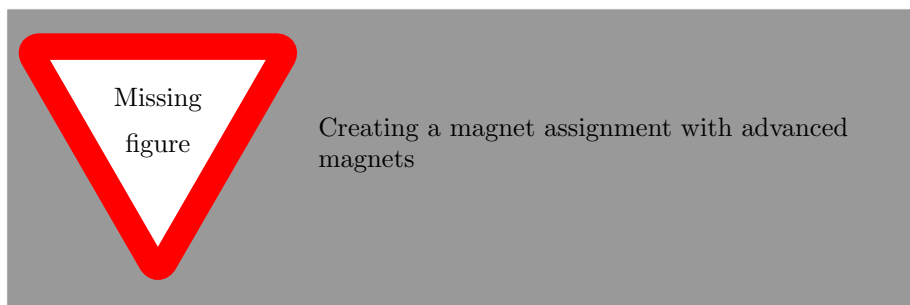 Missing
figure
Creating a magnet assignment with advanced
magnets